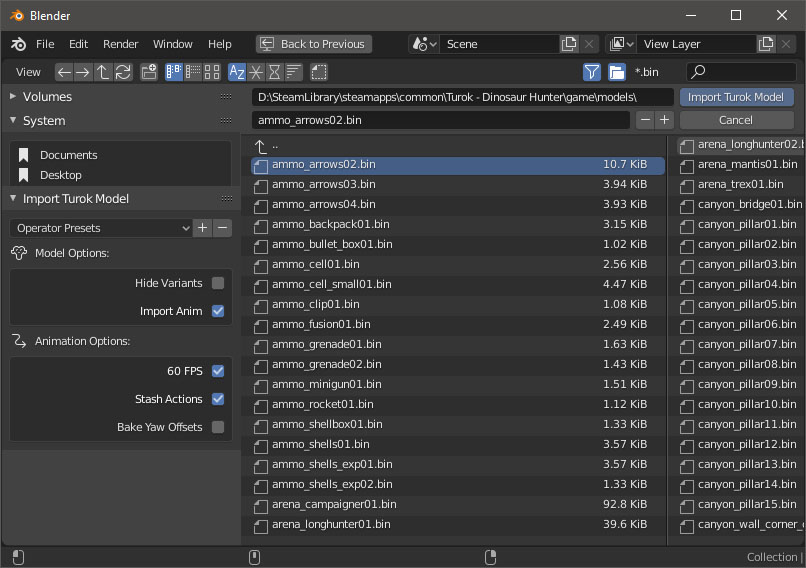 Blender
File Edit Render Window Help Back to Previous Scene View Layer
View *.bin
Volumes
System
Documents
Desktop
Import Turok Model
Operator Presets
Model Options:
Hide Variants
Import Anim
Animation Options:
60 FPS
Stash Actions
Bake Yaw Offsets
D:\SteamLibrary\steamapps\common\Turok - Dinosaur Hunter\game\models\ Import Turok Model
ammo_arrows02.bin Cancel
..
ammo_arrows02.bin 10.7 KiB
ammo_arrows03.bin 3.94 KiB
ammo_arrows04.bin 3.93 KiB
ammo_backpack01.bin 3.15 KiB
ammo_bullet_box01.bin 1.02 KiB
ammo_cell01.bin 2.56 KiB
ammo_cell_small01.bin 4.47 KiB
ammo_clip01.bin 1.08 KiB
ammo_fusion01.bin 2.49 KiB
ammo_grenade01.bin 1.63 KiB
ammo_grenade02.bin 1.43 KiB
ammo_minigun01.bin 1.51 KiB
ammo_rocket01.bin 1.12 KiB
ammo_shellbox01.bin 1.33 KiB
ammo_shells01.bin 3.57 KiB
ammo_shells_exp01.bin 3.57 KiB
ammo_shells_exp02.bin 1.33 KiB
arena_campaigner01.bin 92.8 KiB
arena_longhunter01.bin 39.6 KiB
arena_longhunter02.b
arena_mantis01.bin
arena_trex01.bin
canyon_bridge01.bin
canyon_pillar01.bin
canyon_pillar02.bin
canyon_pillar03.bin
canyon_pillar04.bin
canyon_pillar05.bin
canyon_pillar06.bin
canyon_pillar07.bin
canyon_pillar08.bin
canyon_pillar09.bin
canyon_pillar10.bin
canyon_pillar11.bin
canyon_pillar12.bin
canyon_pillar13.bin
canyon_pillar14.bin
canyon_pillar15.bin
canyon_wall_corner_
Collection |